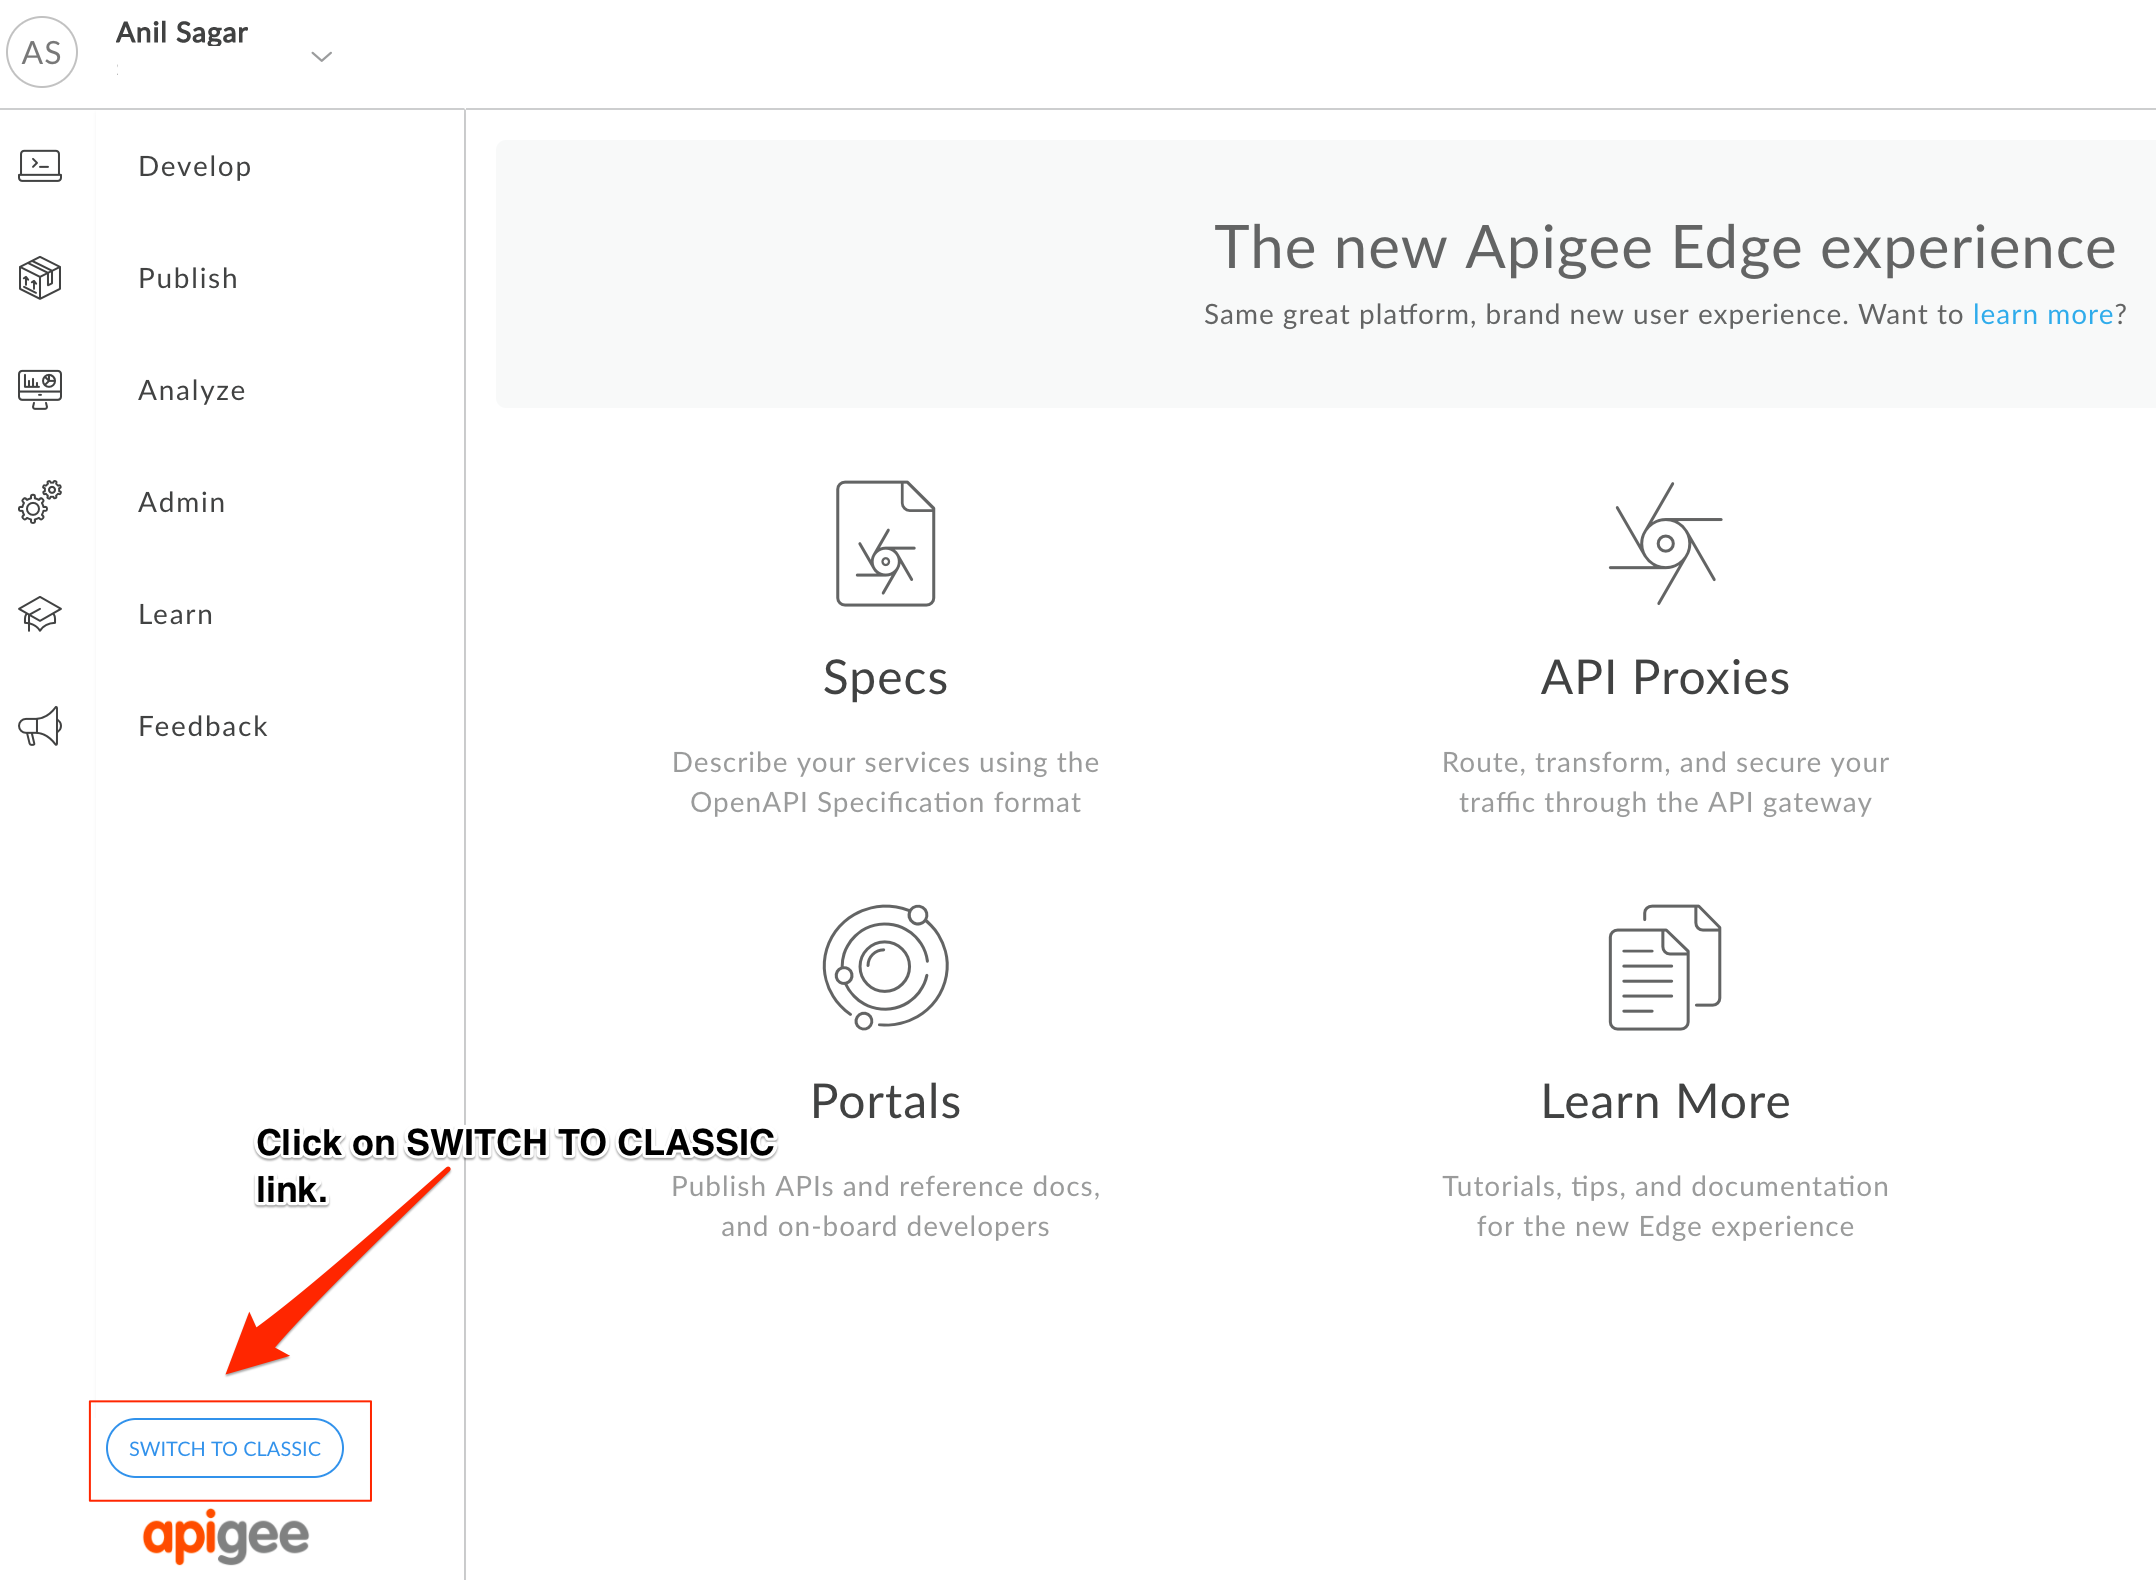 AS
Anil Sagar
Develop
Publish
Analyze
Admin
Learn
Feedback
The new Apigee Edge experience
Same great platform, brand new user experience. Want to learn more?
Specs
Describe your services using the
OpenAPI Specification format
API Proxies
Route, transform, and secure your
traffic through the API gateway
Portals
Publish APIs and reference docs,
and on-board developers
Learn More
Tutorials, tips, and documentation
for the new Edge experience
Click on SWITCH TO CLASSIC
link.
SWITCH TO CLASSIC
apigee